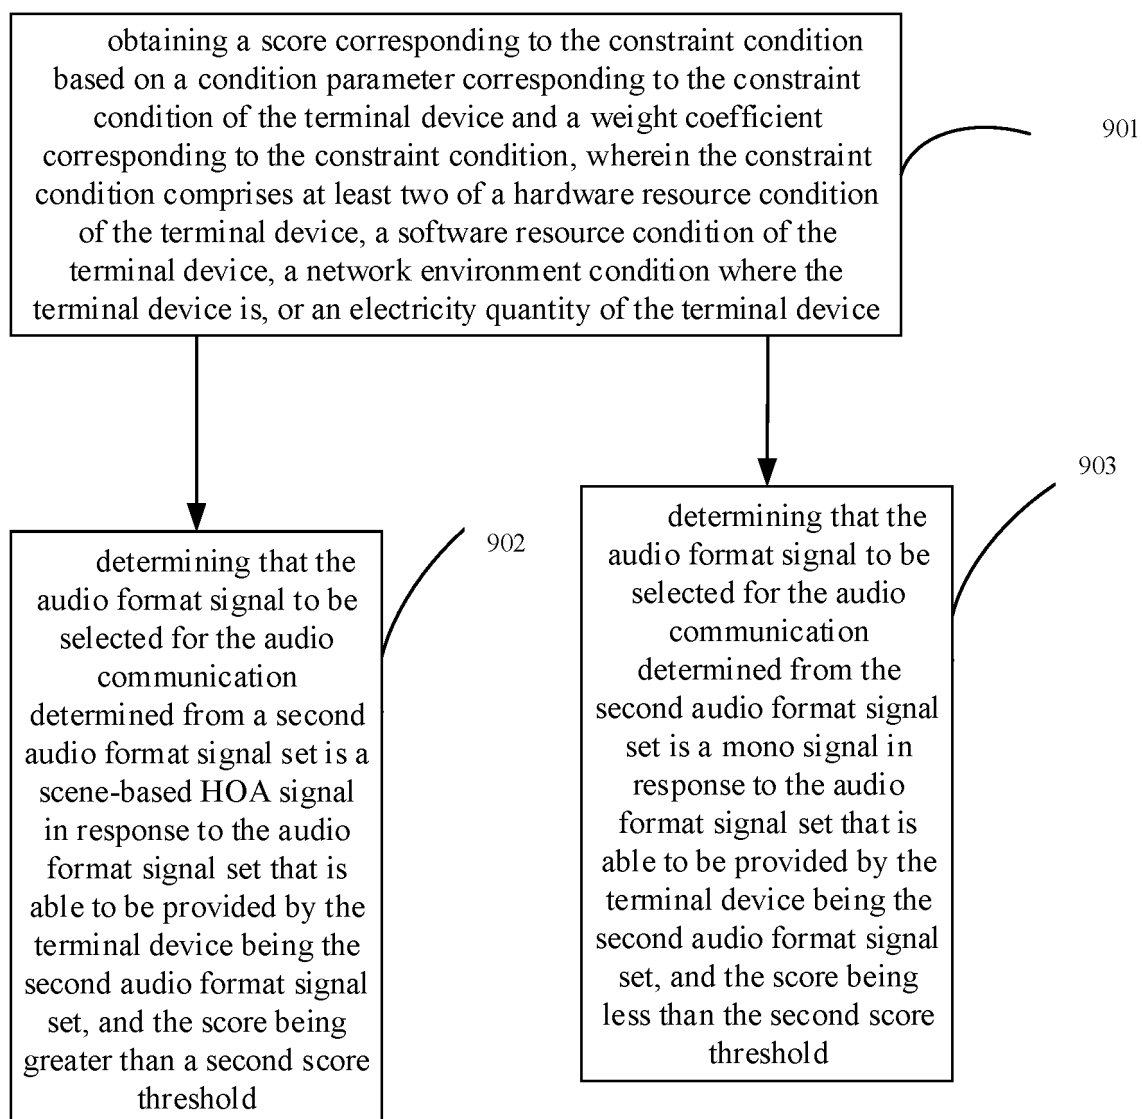 obtaining a score corresponding to the constraint condition
based on a condition parameter corresponding to the constraint
condition of the terminal device and a weight coefficient
corresponding to the constraint condition, wherein the constraint
condition comprises at least two of a hardware resource condition
of the terminal device, a software resource condition of the
terminal device, a network environment condition where the
terminal device is, or an electricity quantity of the terminal device
901
determining that the
audio format signal to be
selected for the audio
communication
determined from a second
audio format signal set is a
scene-based HOA signal
in response to the audio
format signal set that is
able to be provided by the
terminal device being the
second audio format signal
set, and the score being
greater than a second score
threshold
902
determining that the
audio format signal to be
selected for the audio
communication
determined from the
second audio format signal
set is a mono signal in
response to the audio
format signal set that is
able to be provided by the
terminal device being the
second audio format signal
set, and the score being
less than the second score
threshold
903